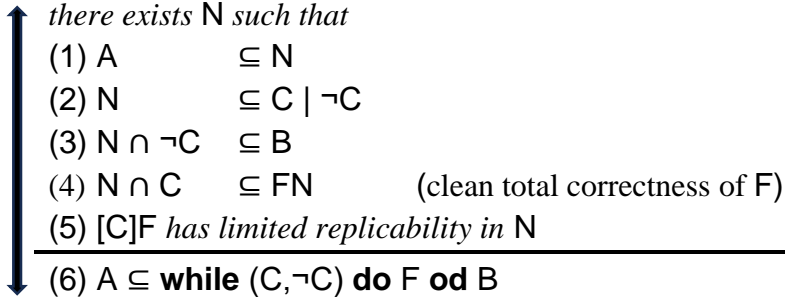 there exists N such that
(1) A ⊆ N
(2) N ⊆ C | ¬C
(3) N ∩ ¬C ⊆ B
(4) N ∩ C ⊆ FN (clean total correctness of F)
(5) [C]F has limited replicability in N
(6) A ⊆ while (C,¬C) do F od B